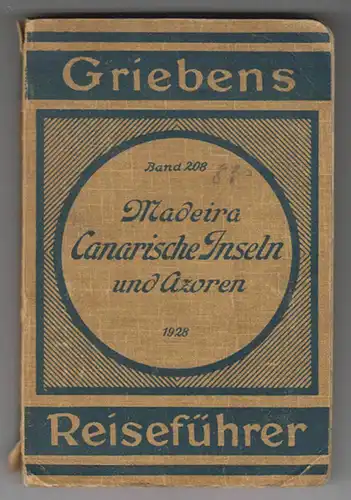 Griebens
Band 208
Madeira
Canarische Inseln
und Azoren
1928
Reiseführer